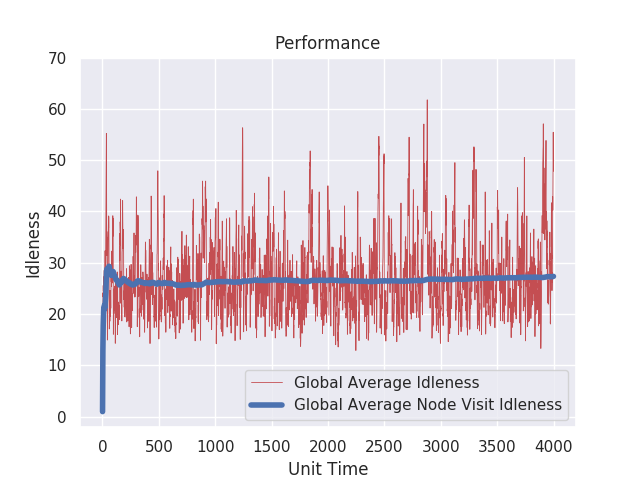 Performance
Idleness
70
60
50
40
30
20
10
0
Global Average Idleness
Global Average Node Visit Idleness
0 500 1000 1500 2000 2500 3000 3500 4000
Unit Time